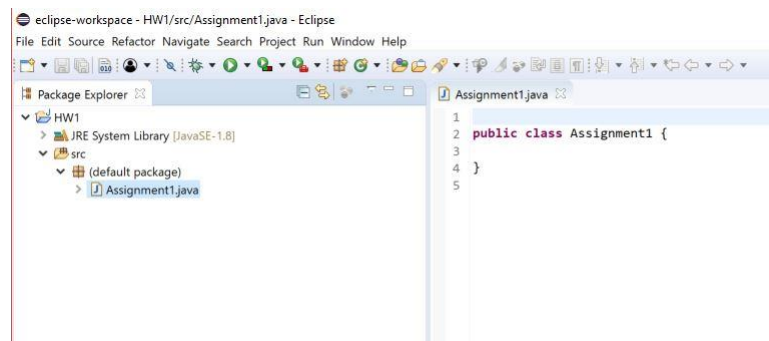 eclipse-workspace - HW1/src/Assignment1.java - Eclipse
File Edit Source Refactor Navigate Search Project Run Window Help
Package Explorer
HW1
JRE System Library [JavaSE-1.8]
src
(default package)
Assignment1.java
Assignment1.java
1
2 public class Assignment1 {
3
4 }
5